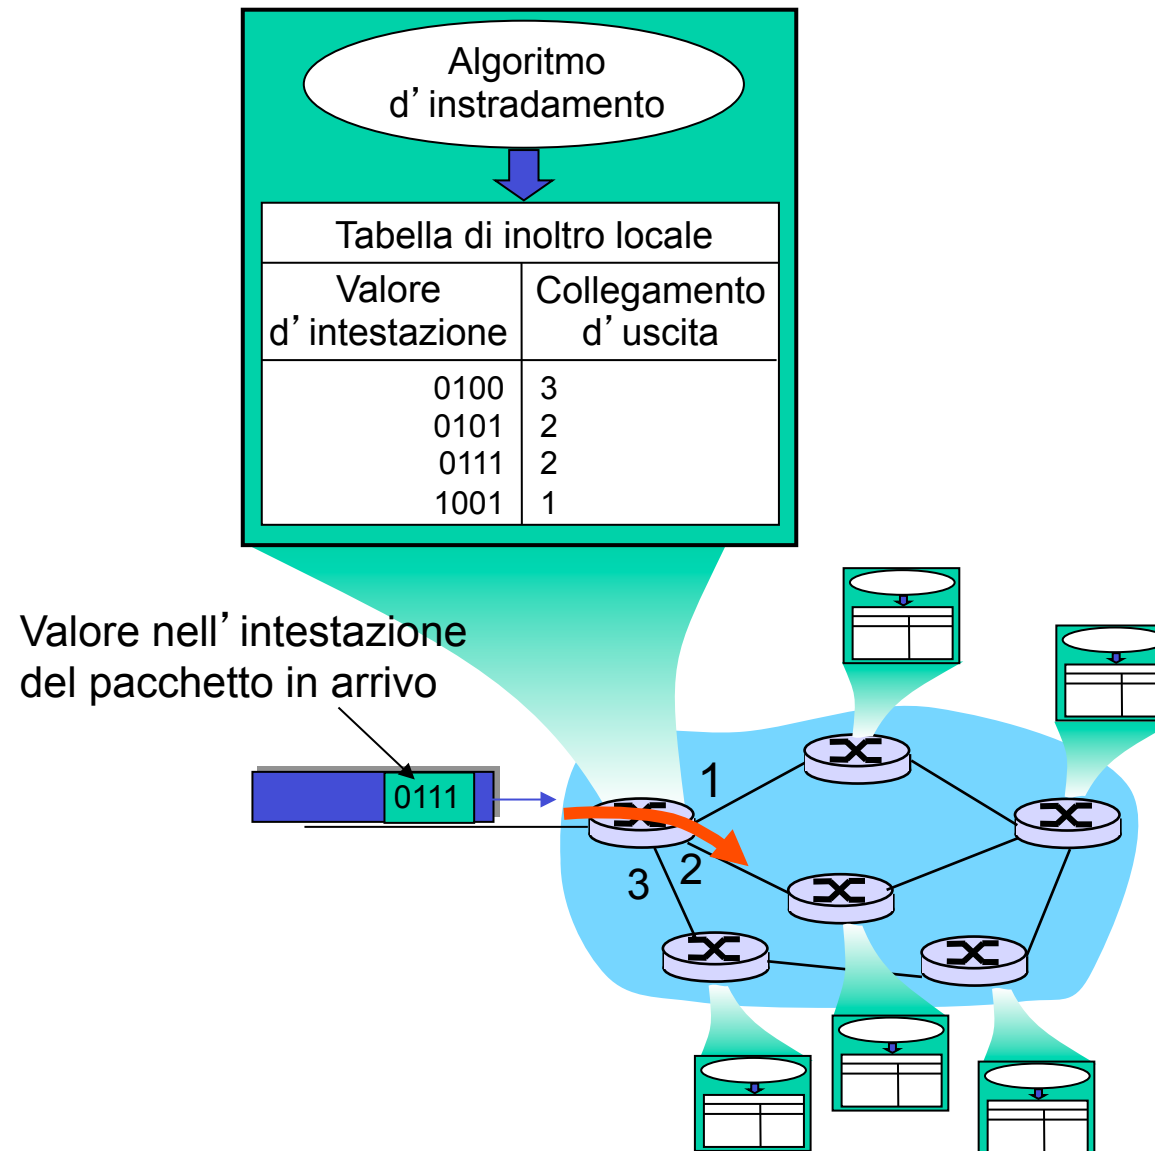 Algoritmo
d’instradamento
Tabella di inoltro locale
Valore
d’intestazione
Collegamento
d’uscita
0100 3
0101 2
0111 2
1001 1
Valore nell’intestazione
del pacchetto in arrivo
0111
1
2
3